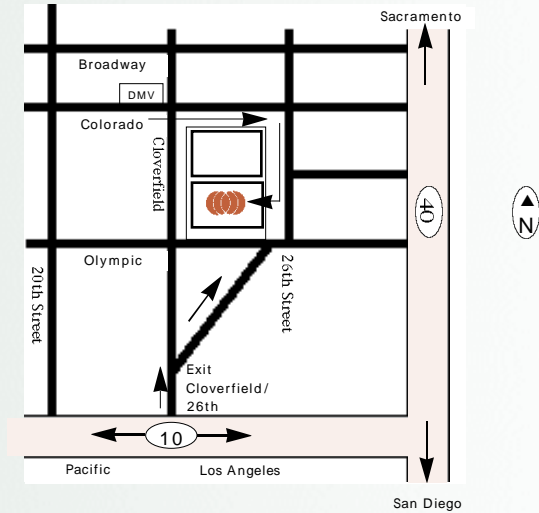 Sacramento
Broadway
DMV
Colorado
Cloverfield
40
N
Olympic
20th Street
26th Street
Exit
Cloverfield/
26th
10
Pacific
Los Angeles
San Diego